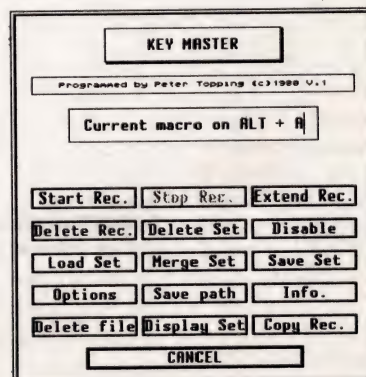 KEY MASTER
Programmed by Peter Topping (c)1988 V.1
Current macro on ALT + A
Start Rec. Stop Rec. Extend Rec.
Delete Rec. Delete Set Disable
Load Set Merge Set Save Set
Options Save path Info.
Delete file Display Set Copy Rec.
CANCEL